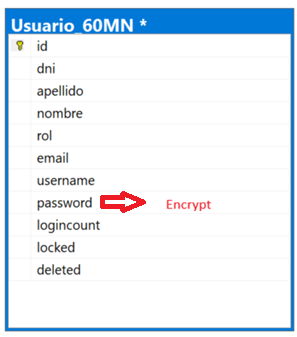 Usuario_60MN *
id
dni
apellido
nombre
rol
email
username
password Encrypt
logincount
locked
deleted